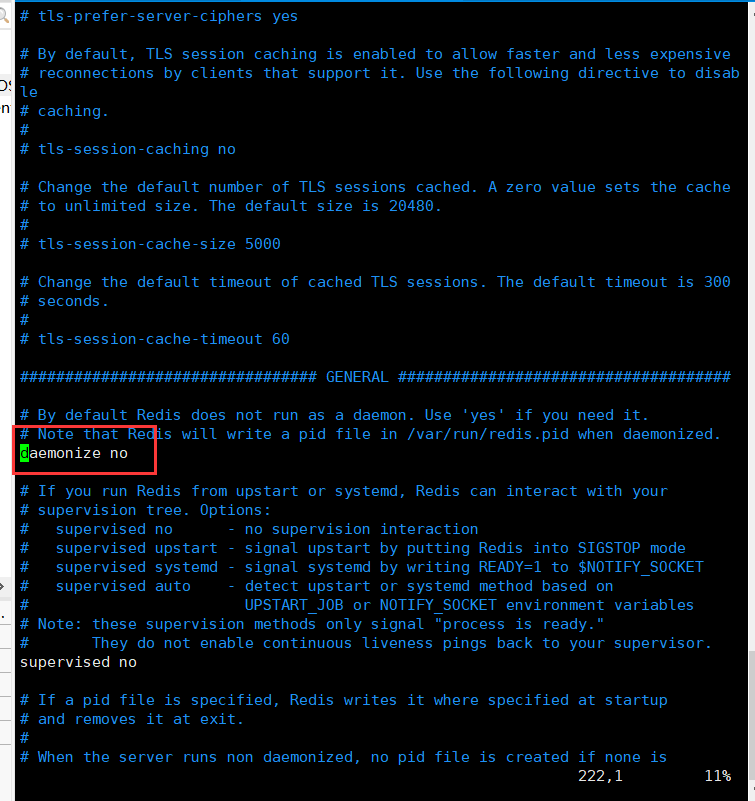 # tls-prefer-server-ciphers yes
# By default, TLS session caching is enabled to allow faster and less expensive
# reconnections by clients that support it. Use the following directive to disab
le
# caching.
#
# tls-session-caching no
# Change the default number of TLS sessions cached. A zero value sets the cache
# to unlimited size. The default size is 20480.
#
# tls-session-cache-size 5000
# Change the default timeout of cached TLS sessions. The default timeout is 300
# seconds.
#
# tls-session-cache-timeout 60
################################# GENERAL #####################################
# By default Redis does not run as a daemon. Use 'yes' if you need it.
# Note that Redis will write a pid file in /var/run/redis.pid when daemonized.
daemonize no
# If you run Redis from upstart or systemd, Redis can interact with your
# supervision tree. Options:
#   supervised no      - no supervision interaction
#   supervised upstart - signal upstart by putting Redis into SIGSTOP mode
#   supervised systemd - signal systemd by writing READY=1 to $NOTIFY_SOCKET
#   supervised auto    - detect upstart or systemd method based on
#                        UPSTART_JOB or NOTIFY_SOCKET environment variables
# Note: these supervision methods only signal "process is ready."
#       They do not enable continuous liveness pings back to your supervisor.
supervised no
# If a pid file is specified, Redis writes it where specified at startup
# and removes it at exit.
#
# When the server runs non daemonized, no pid file is created if none is
222,1 11%